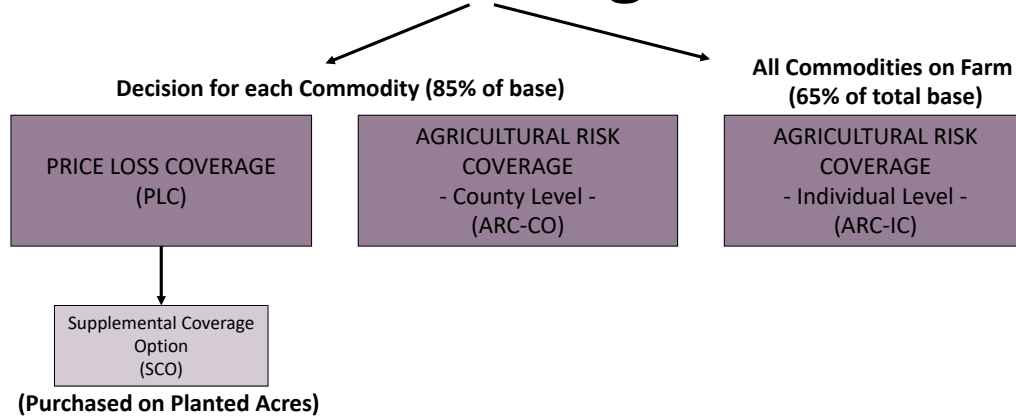 Decision for each Commodity (85% of base)
All Commodities on Farm
(65% of total base)
PRICE LOSS COVERAGE
(PLC)
AGRICULTURAL RISK
COVERAGE
- County Level -
(ARC-CO)
AGRICULTURAL RISK
COVERAGE
- Individual Level -
(ARC-IC)
Supplemental Coverage
Option
(SCO)
(Purchased on Planted Acres)